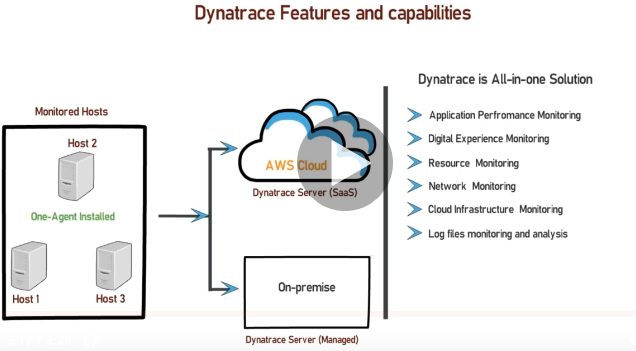 Dynatrace Features and capabilities
Monitored Hosts
Host 2
One-Agent Installed
Host 1
Host 3
AWS Cloud
Dynatrace Server (SaaS)
On-premise
Dynatrace Server (Managed)
Dynatrace is All-in-one Solution
Application Perfromance Monitoring
Digital Experience Monitoring
Resource Monitoring
Network Monitoring
Cloud Infrastructure Monitoring
Log files monitoring and analysis